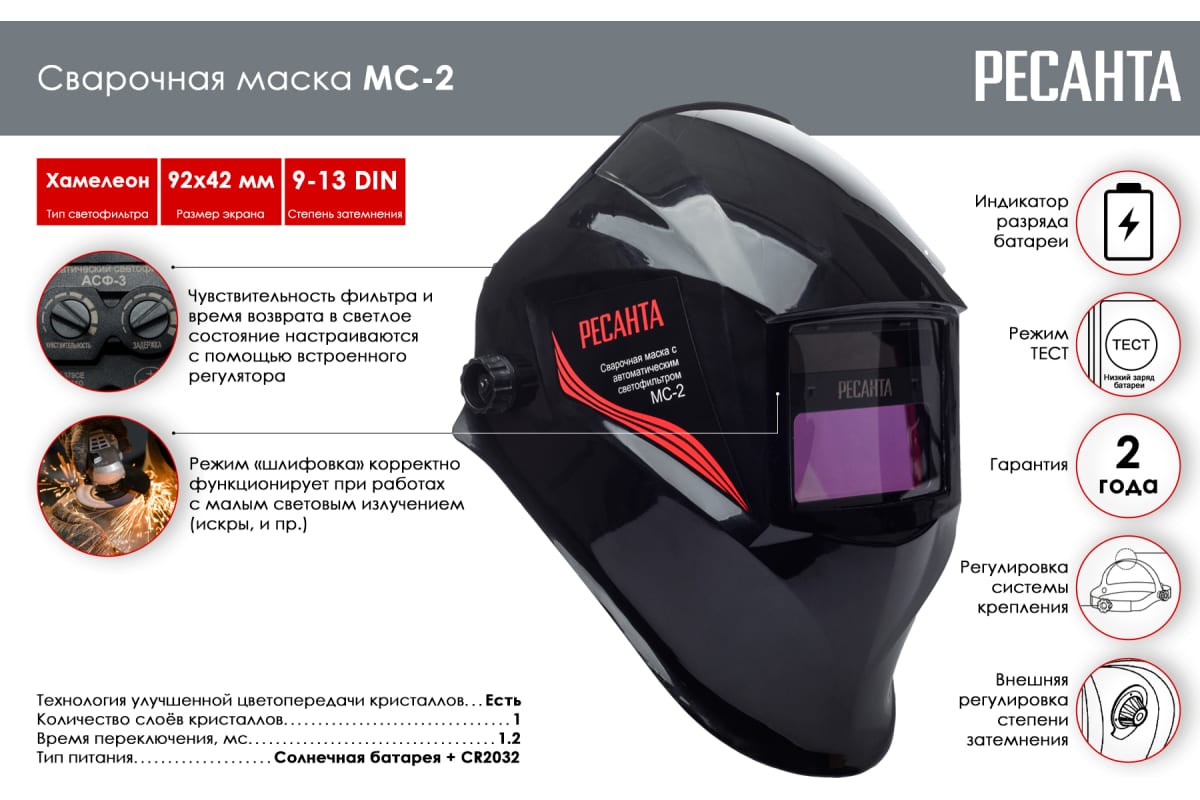 Сварочная маска МС-2
РЕСАНТА
Хамелеон
Тип светофильтра
92х42 мм
Размер экрана
9-13 DIN
Степень затемнения
АСФ-3
ЧУВСТВИТЕЛЬНОСТЬ
ЗАДЕРЖКА
Чувствительность фильтра и
время возврата в светлое
состояние настраиваются
с помощью встроенного
регулятора
Режим «шлифовка» корректно
функционирует при работах
с малым световым излучением
(искры, и пр.)
РЕСАНТА
Сварочная маска с
автоматическим
светофильтром
МС-2
РЕСАНТА
Индикатор
разряда
батареи
Режим
ТЕСТ
ТЕСТ
Низкий заряд
батареи
Гарантия
2
года
Регулировка
системы
крепления
Внешняя
регулировка
степени
затемнения
Технология улучшенной цветопередачи кристаллов...Есть
Количество слоёв кристаллов................................1
Время переключения, мс.....................................1.2
Тип питания....................Солнечная батарея + CR2032